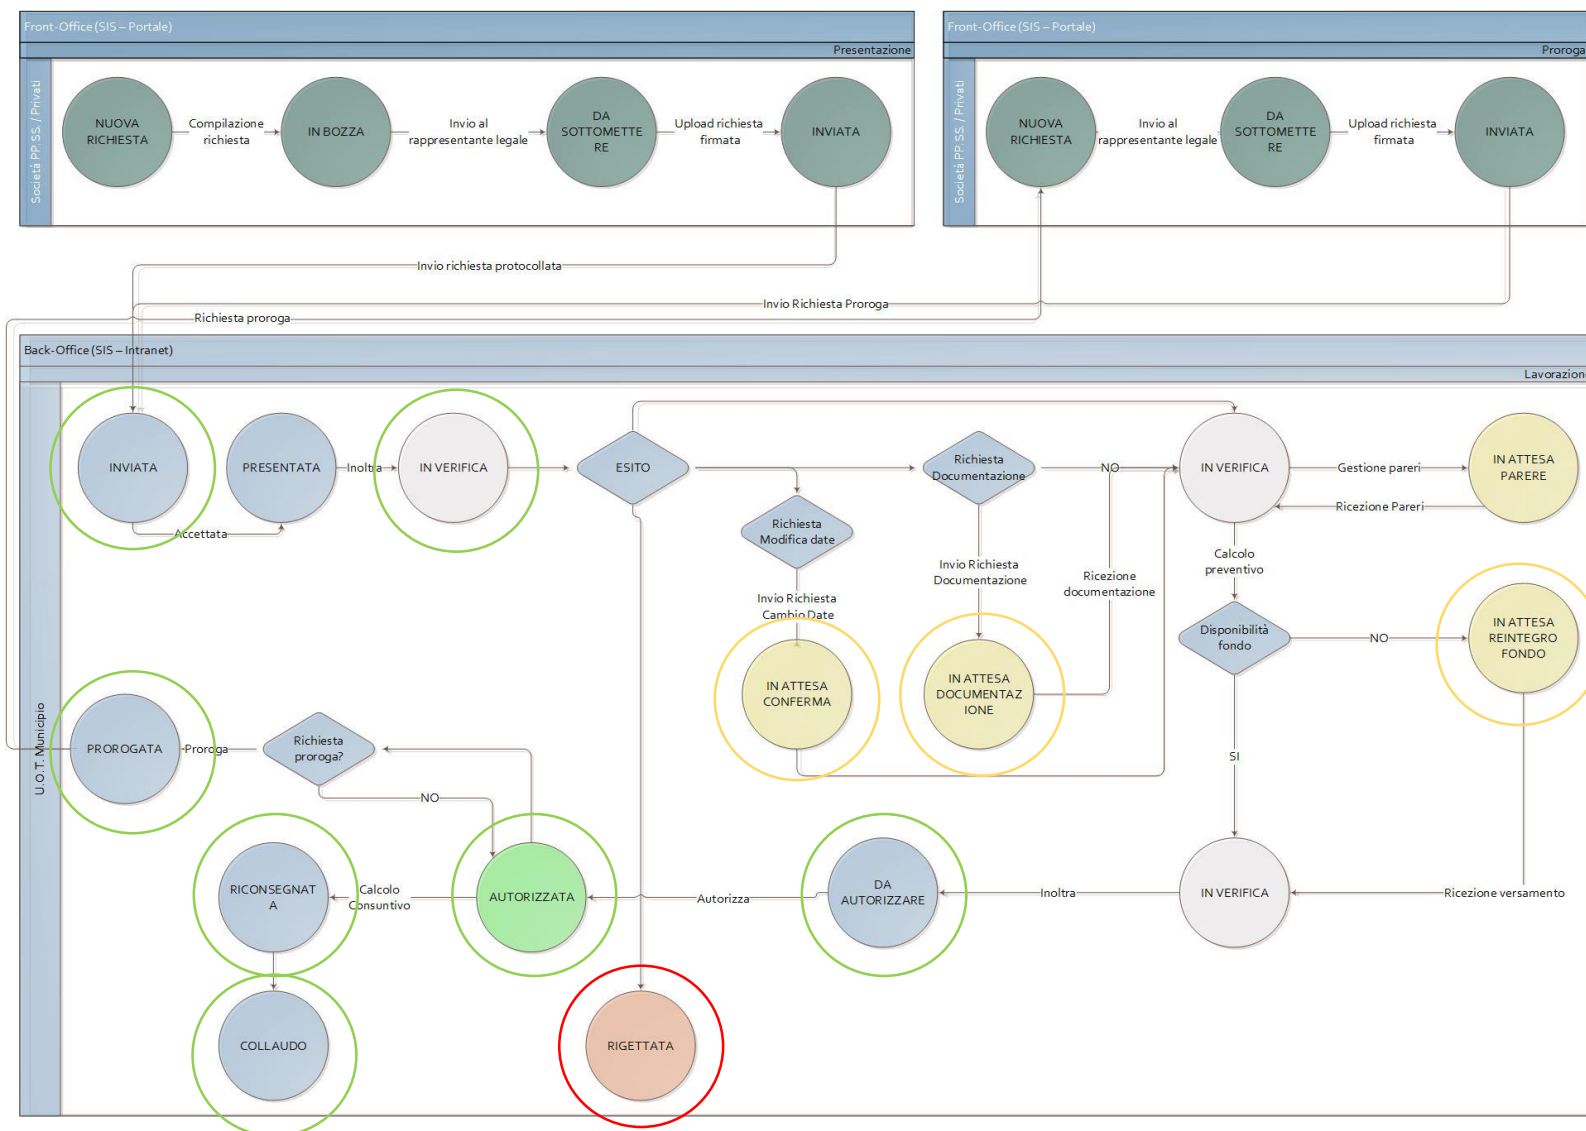 Front-Office (SIS – Portale)
Presentazione
Società PP.SS. / Privati
NUOVA
RICHIESTA
Compilazione
richiesta
IN BOZZA
Invio al
rappresentante legale
DA
SOTTOMETTE
RE
Upload richiesta
firmata
INVIATA
Front-Office (SIS – Portale)
Proroga
Società PP.SS. / Privati
NUOVA
RICHIESTA
Invio al
rappresentante legale
DA
SOTTOMETTE
RE
Upload richiesta
firmata
INVIATA
Invio richiesta protocollata
Invio Richiesta Proroga
Richiesta proroga
Back-Office (SIS – Intranet)
Lavorazione
U.O.T. Municipio
INVIATA
Accettata
PRESENTATA
Inoltra
IN VERIFICA
ESITO
Richiesta
Modifica date
Invio Richiesta
Cambio Date
IN ATTESA
CONFERMA
Richiesta
Documentazione
NO
Invio Richiesta
Documentazione
IN ATTESA
DOCUMENTAZ
IONE
Ricezione
documentazione
IN VERIFICA
Gestione pareri
IN ATTESA
PARERE
Ricezione Pareri
Calcolo
preventivo
Disponibilità
fondo
NO
IN ATTESA
REINTEGRO
FONDO
SI
Ricezione versamento
IN VERIFICA
Inoltra
DA
AUTORIZZARE
Autorizza
AUTORIZZATA
Richiesta
proroga?
NO
Proroga
PROROGATA
Calcolo
Consuntivo
RICONSEGNAT
A
COLLAUDO
RIGETTATA